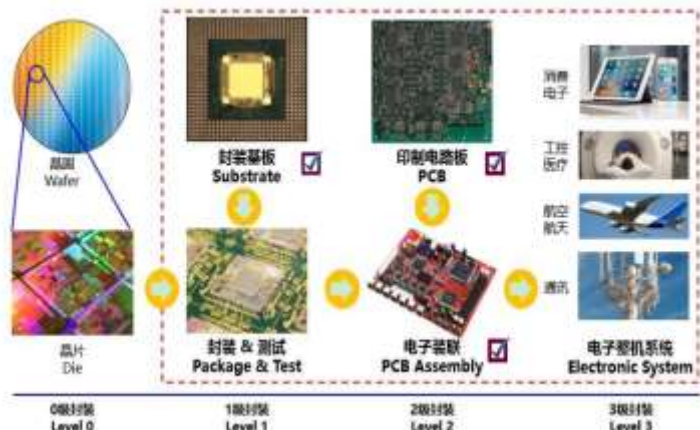 晶圆
Wafer
封装基板
Substrate
印制电路板
PCB
消费
电子
工控
医疗
航空
航天
通讯
晶片
Die
封装 & 测试
Package & Test
电子装联
PCB Assembly
电子整机系统
Electronic System
0级封装
Level 0
1级封装
Level 1
2级封装
Level 2
3级封装
Level 3